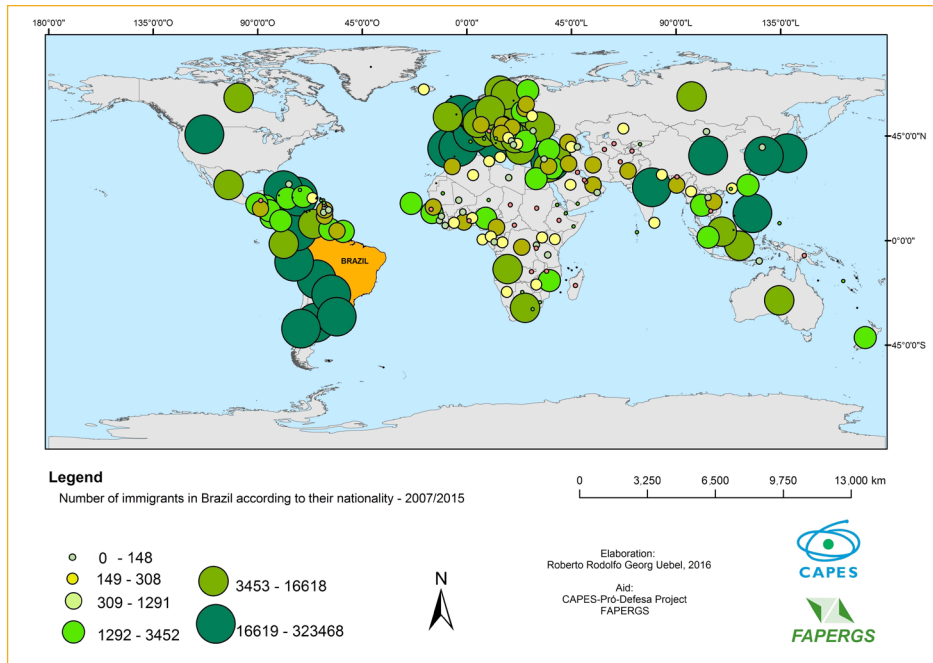 180°0'0" 135°0'0"W 90°0'0"W 45°0'0"W 0°0'0" 45°0'0"E 90°0'0"E 135°0'0"E
45°0'0"N
BRAZIL
0°0'0"
45°0'0"S
Legend
Number of immigrants in Brazil according to their nationality - 2007/2015
0 - 148
149 - 308
309 - 1291
1292 - 3452
3453 - 16618
16619 - 323468
N
0 3.250 6.500 9.750 13.000 km
Elaboration:
Roberto Rodolfo Georg Uebel, 2016
Aid:
CAPES-Pró-Defesa Project
FAPERGS
CAPES
FAPERGS